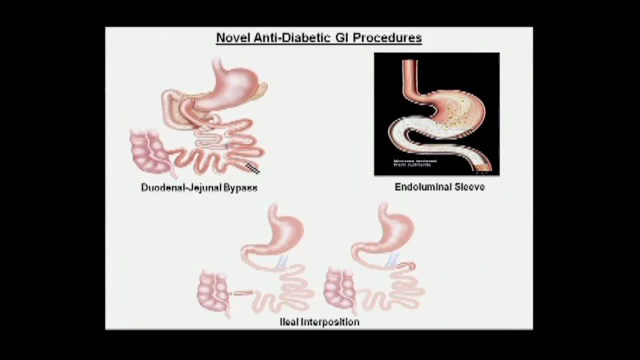 Novel Anti-Diabetic GI Procedures
Duodenal-Jejunal Bypass
Endoluminal Sleeve
Ileal Interposition